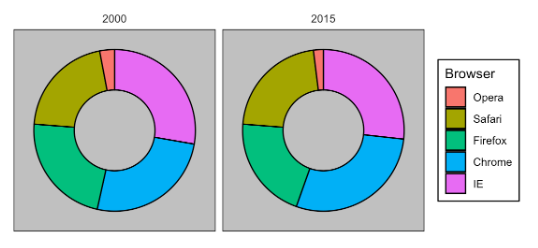 2000
2015
Browser
Opera
Safari
Firefox
Chrome
IE